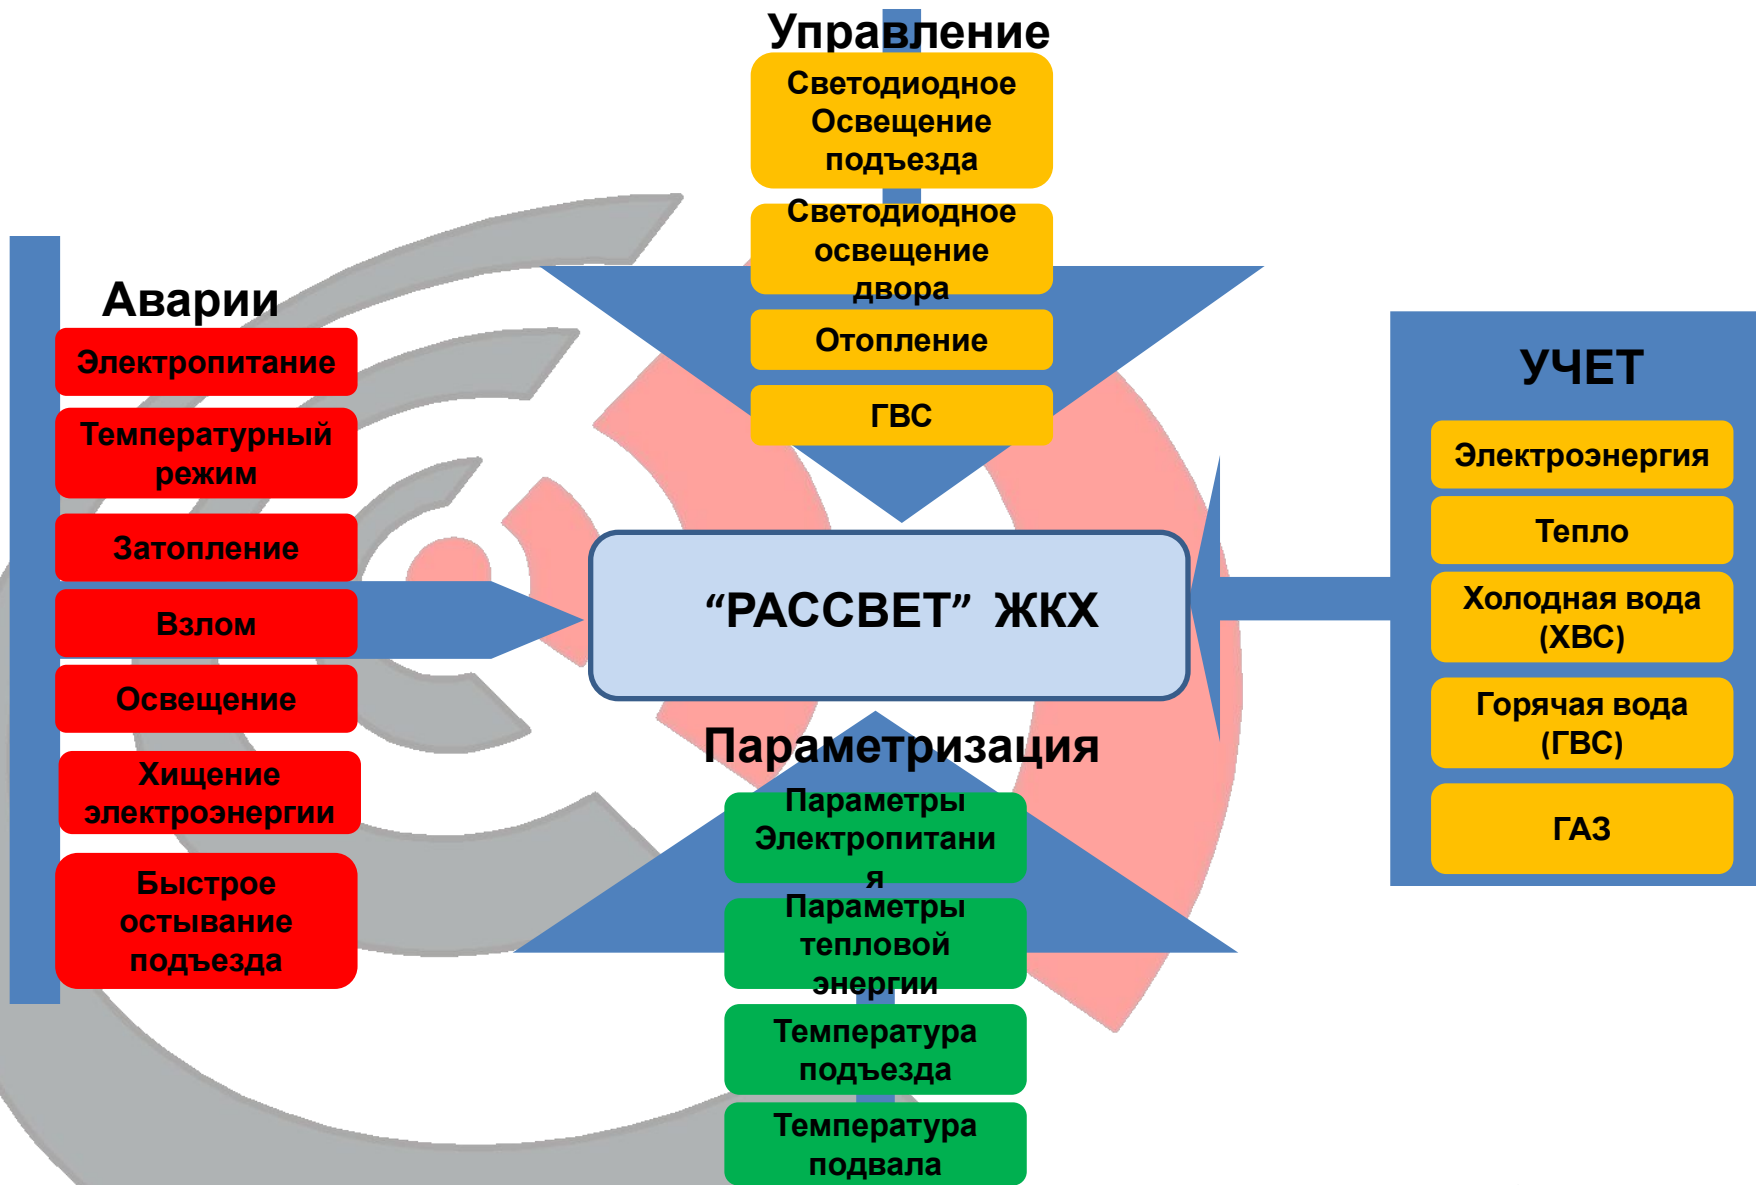 Управление
Светодиодное
Освещение
подъезда
Светодиодное
освещение
двора
Отопление
ГВС
Аварии
Электропитание
Температурный
режим
Затопление
Взлом
Освещение
Хищение
электроэнергии
Быстрое
остывание
подъезда
“РАССВЕТ” ЖКХ
УЧЕТ
Электроэнергия
Тепло
Холодная вода
(ХВС)
Горячая вода
(ГВС)
ГАЗ
Параметризация
Параметры
Электропитани
я
Параметры
тепловой
энергии
Температура
подъезда
Температура
подвала